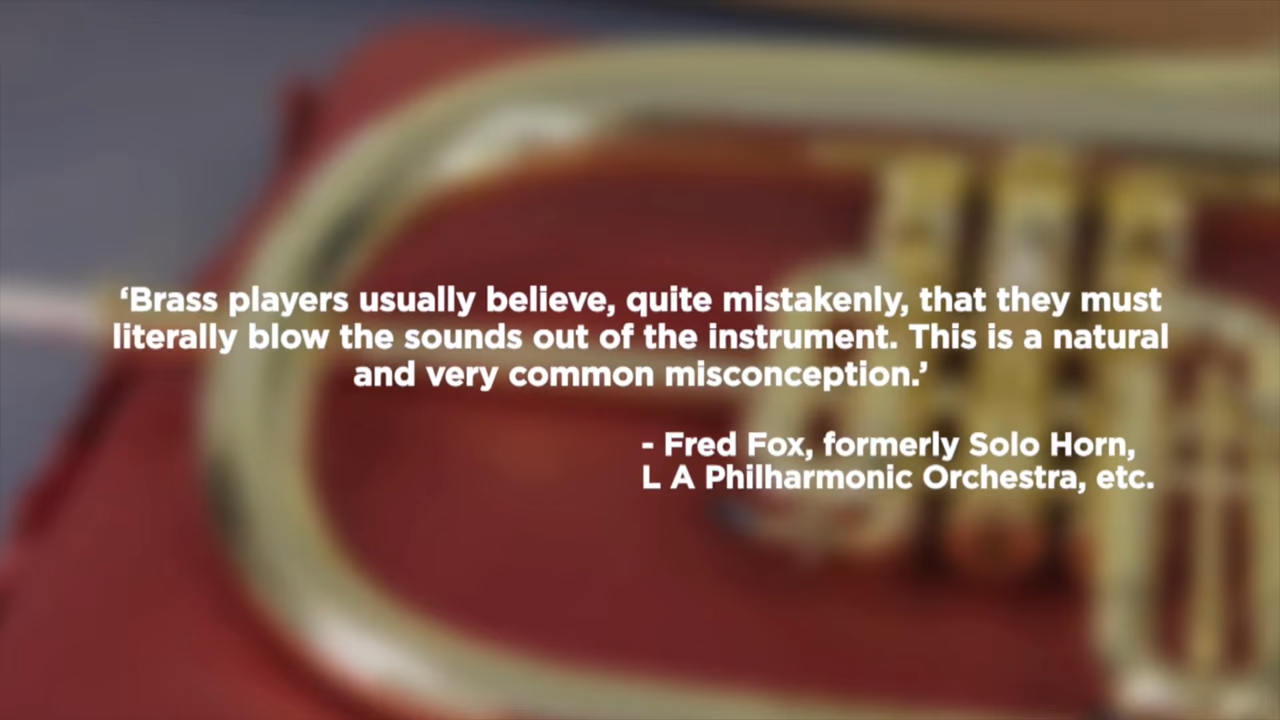 ‘Brass players usually believe, quite mistakenly, that they must
literally blow the sounds out of the instrument. This is a natural
and very common misconception.’
- Fred Fox, formerly Solo Horn,
L A Philharmonic Orchestra, etc.